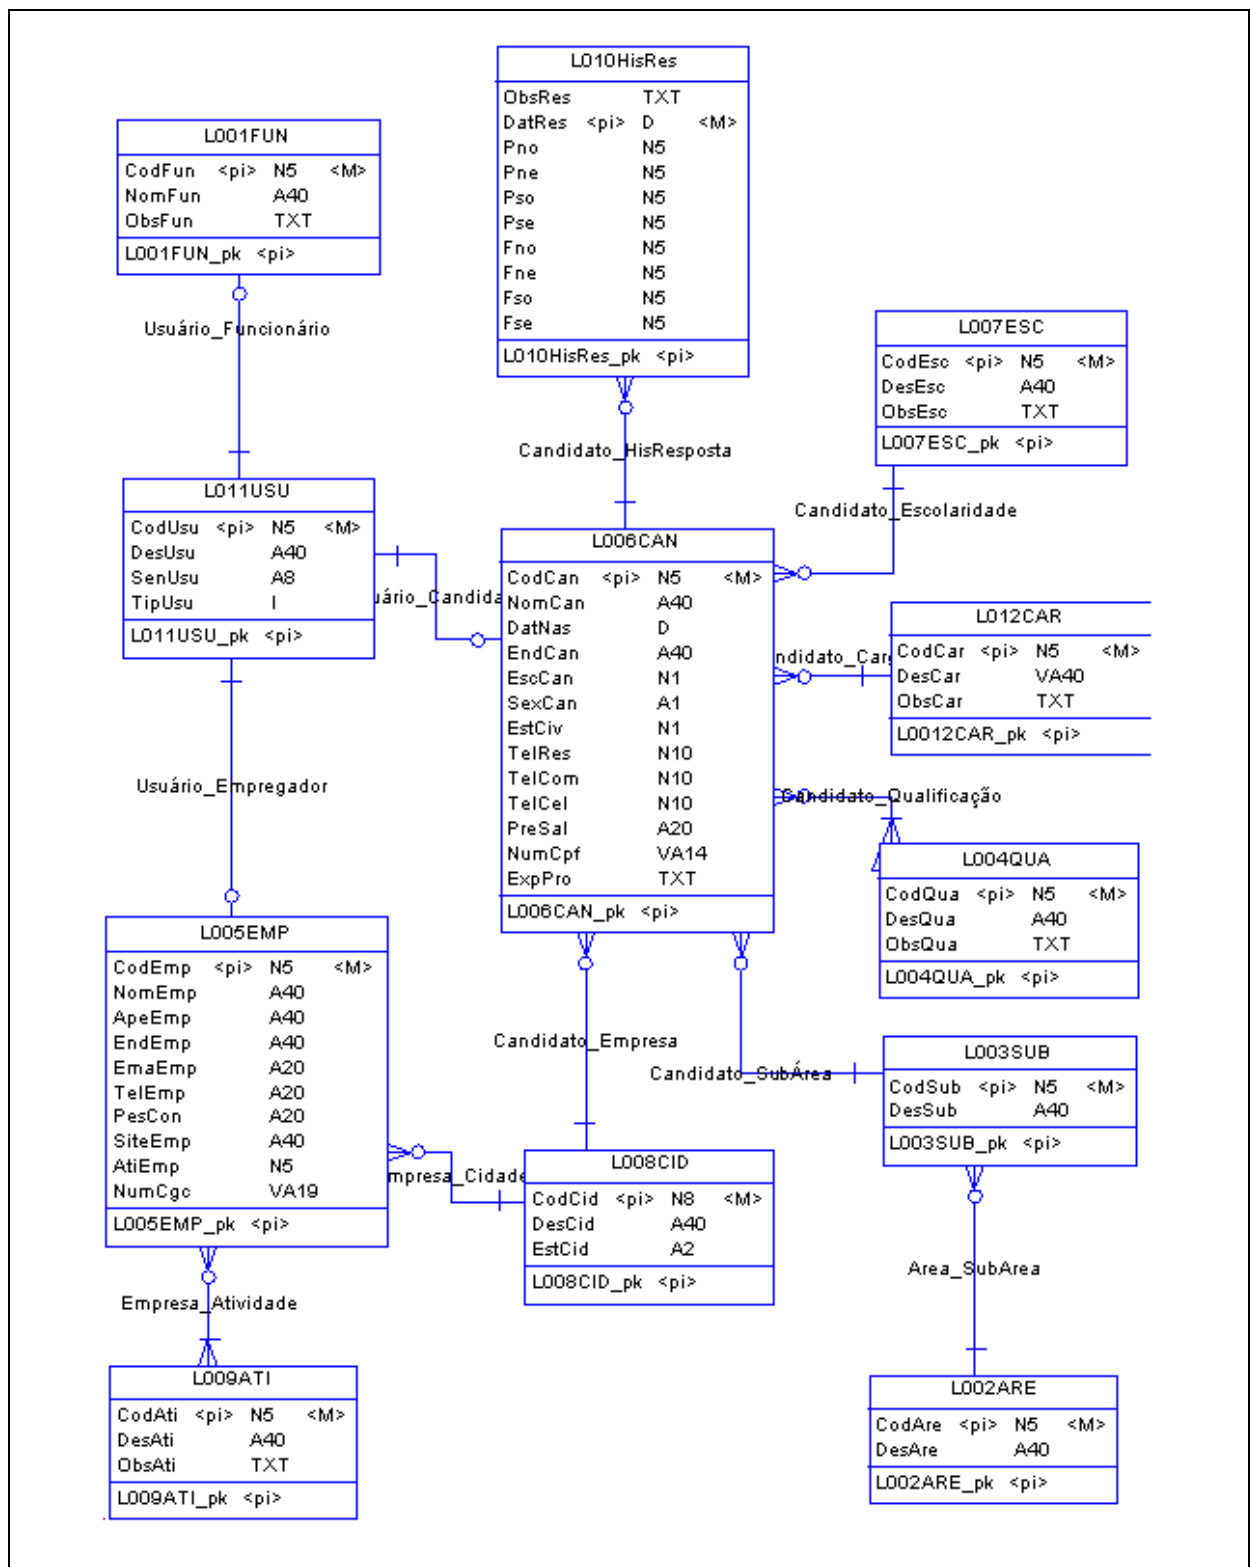 L010HisRes
ObsRes TXT
DatRes <pi> D <M>
Pno N5
Pne N5
Pso N5
Pse N5
Fno N5
Fne N5
Fso N5
Fse N5
L010HisRes_pk <pi>
L001FUN
CodFun <pi> N5 <M>
NomFun A40
ObsFun TXT
L001FUN_pk <pi>
Usuário_Funcionário
L007ESC
CodEsc <pi> N5 <M>
DesEsc A40
ObsEsc TXT
L007ESC_pk <pi>
Candidato_HisResposta
Candidato_Escolaridade
L011USU
CodUsu <pi> N5 <M>
DesUsu A40
SenUsu A8
TipUsu I
L011USU_pk <pi>
uário_Candida
L006CAN
CodCan <pi> N5 <M>
NomCan A40
DatNas D
EndCan A40
EscCan N1
SexCan A1
EstCiv N1
TelRes N10
TelCom N10
TelCel N10
PreSal A20
NumCpf VA14
ExpPro TXT
L006CAN_pk <pi>
ndidato_Carg
L012CAR
CodCar <pi> N5 <M>
DesCar VA40
ObsCar TXT
L0012CAR_pk <pi>
Usuário_Empregador
Candidato_Qualificação
L004QUA
CodQua <pi> N5 <M>
DesQua A40
ObsQua TXT
L004QUA_pk <pi>
L005EMP
CodEmp <pi> N5 <M>
NomEmp A40
ApeEmp A40
EndEmp A40
EmaEmp A20
TelEmp A20
PesCon A20
SiteEmp A40
AtiEmp N5
NumCgc VA19
L005EMP_pk <pi>
Candidato_Empresa
Candidato_SubÁrea
L003SUB
CodSub <pi> N5 <M>
DesSub A40
L003SUB_pk <pi>
mpresa_Cidade
L008CID
CodCid <pi> N8 <M>
DesCid A40
EstCid A2
L008CID_pk <pi>
Area_SubArea
Empresa_Atividade
L009ATI
CodAti <pi> N5 <M>
DesAti A40
ObsAti TXT
L009ATI_pk <pi>
L002ARE
CodAre <pi> N5 <M>
DesAre A40
L002ARE_pk <pi>